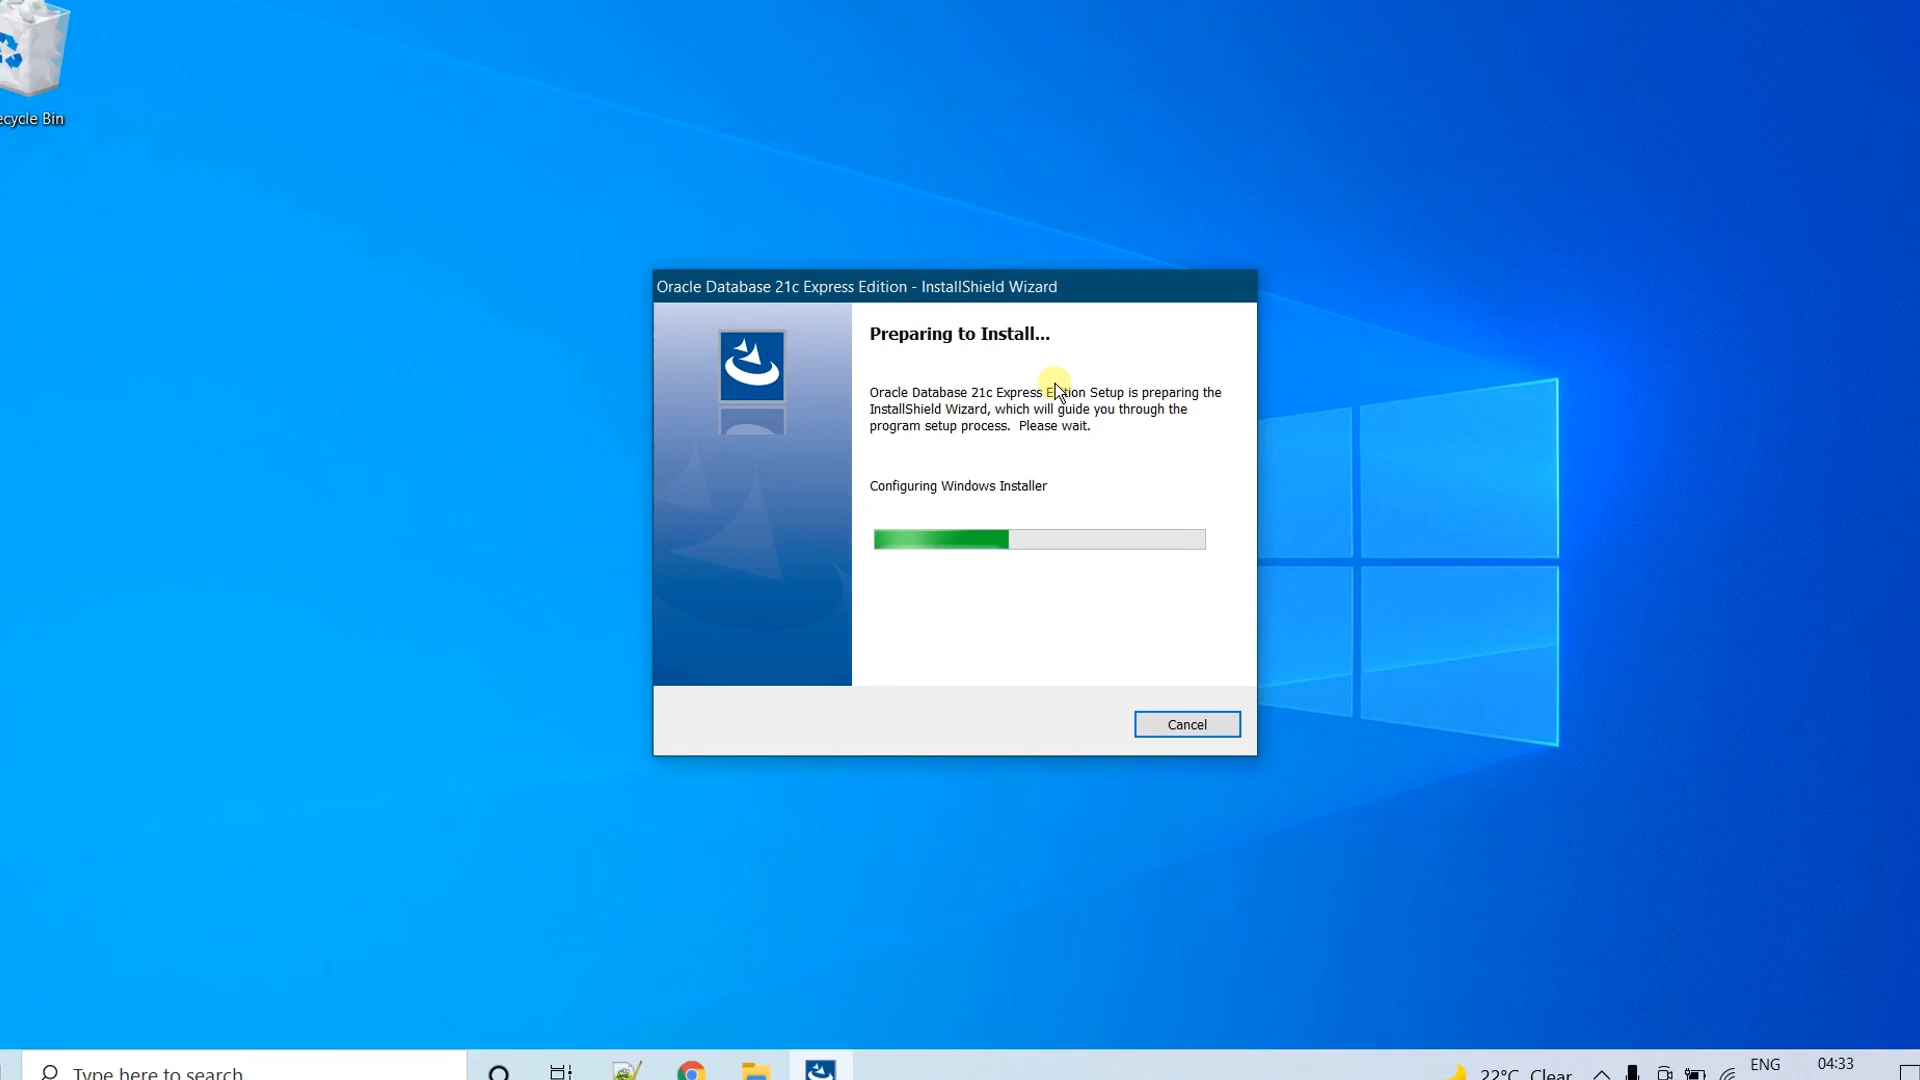 ecycle Bin
Oracle Database 21c Express Edition - InstallShield Wizard
Preparing to Install...
Oracle Database 21c Express Edition Setup is preparing the
InstallShield Wizard, which will guide you through the
program setup process. Please wait.
Configuring Windows Installer
Cancel
Type here to search
22°C Clear
ENG
04:33